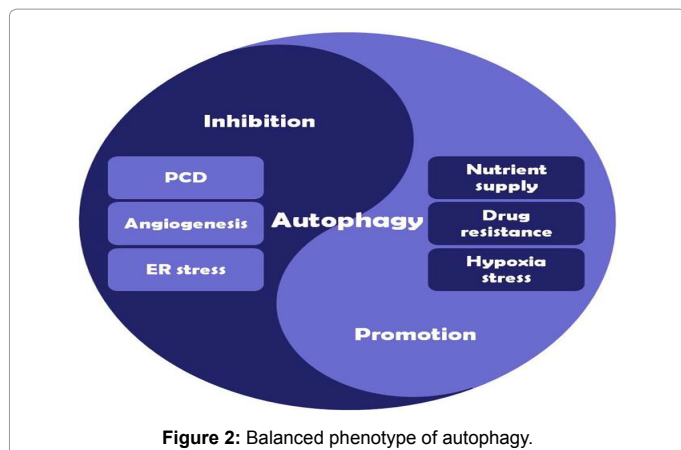 Inhibition
PCD
Angiogenesis
ER stress
Autophagy
Nutrient
supply
Drug
resistance
Hypoxia
stress
Promotion
Figure 2: Balanced phenotype of autophagy.